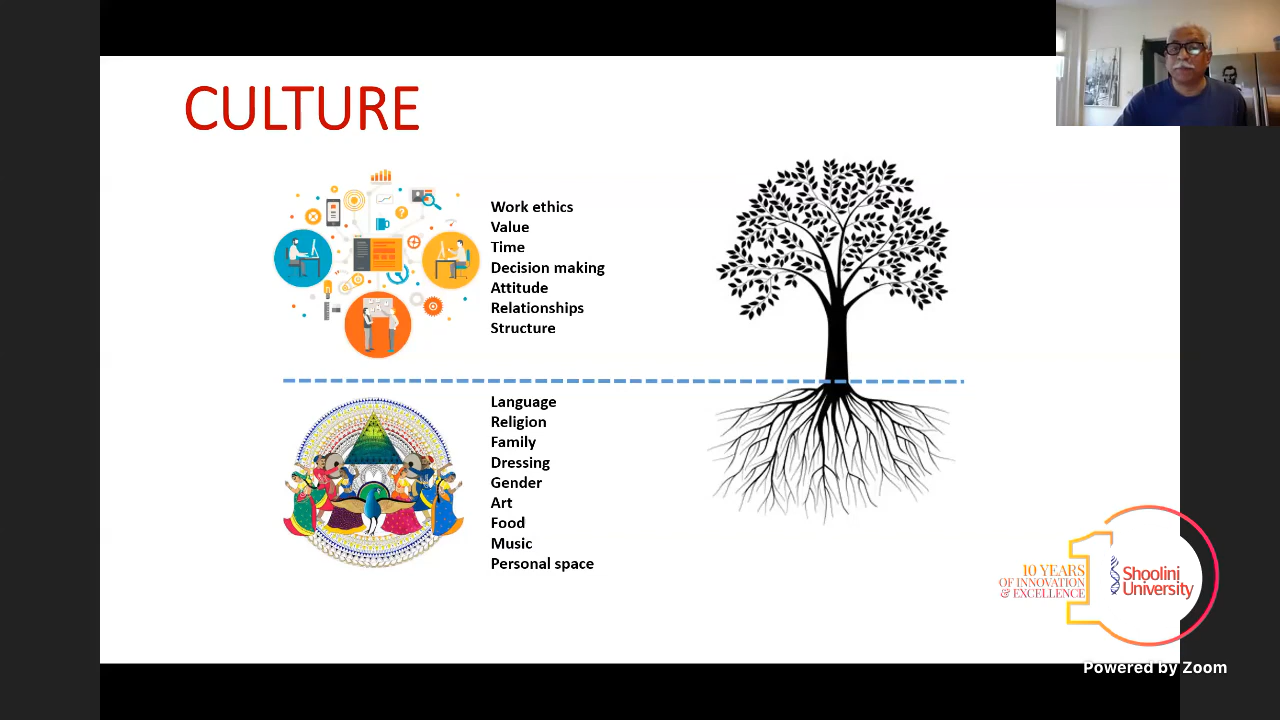 CULTURE
Work ethics
Value
Time
Decision making
Attitude
Relationships
Structure
Language
Religion
Family
Dressing
Gender
Art
Food
Music
Personal space
10 YEARS
OF INNOVATION
& EXCELLENCE
Shoolini
University
Powered by Zoom